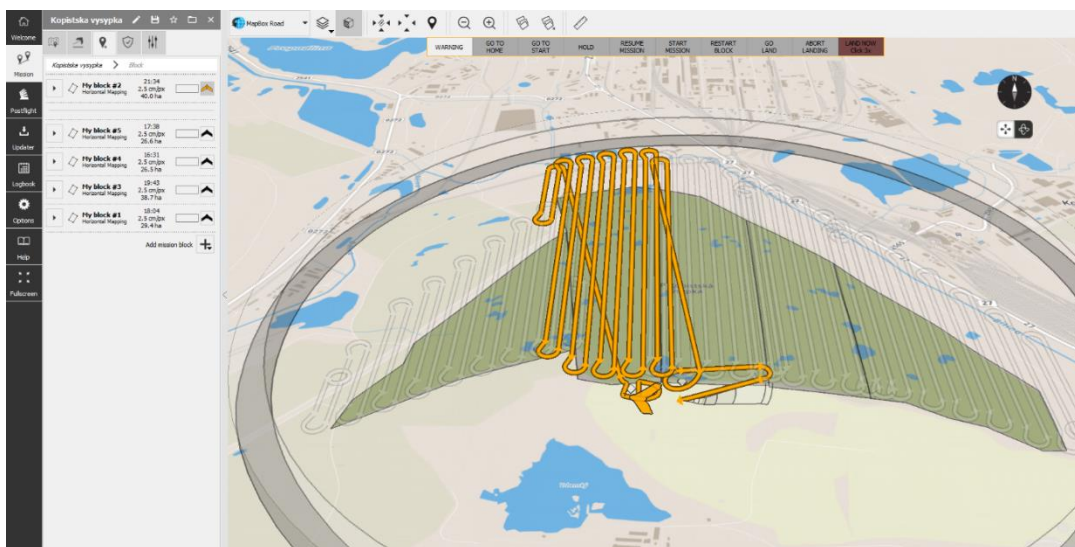 Kopistska vysypka
MapBox Road
WARNING
GO TO
HOME
GO TO
START
HOLD
RESUME
MISSION
START
MISSION
RESTART
BLOCK
GO
LAND
ABORT
LANDING
LAND NOW
Click 3x
Welcome
Mission
Postflight
Updater
Logbook
Options
Help
Fullscreen
Kopistske vysypka > Block
My block #2
Horizontal Mapping
21:34
2.5 cm/px
40.0 ha
My block #5
Horizontal Mapping
17:38
2.5 cm/px
26.6 ha
My block #4
Horizontal Mapping
16:31
2.5 cm/px
26.5 ha
My block #3
Horizontal Mapping
19:43
2.5 cm/px
38.7 ha
My block #1
Horizontal Mapping
18:04
2.5 cm/px
29.4 ha
Add mission block
N